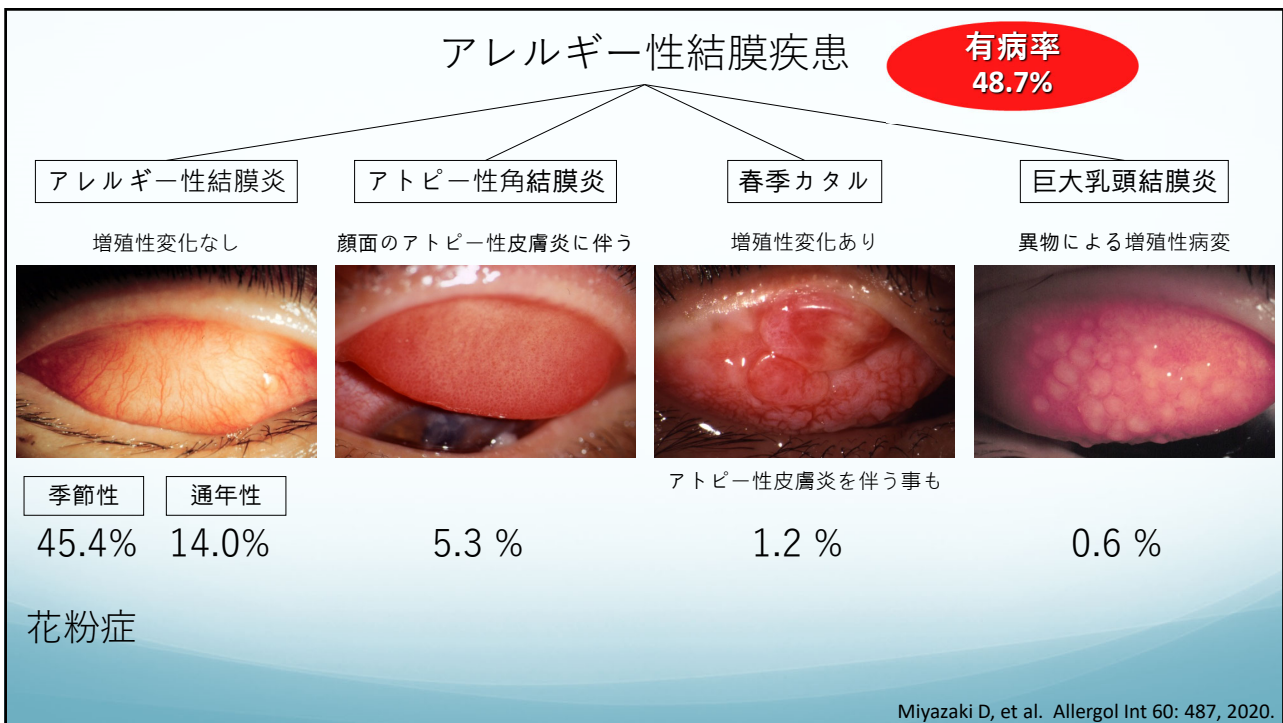 アレルギー性結膜疾患
有病率
48.7%
アレルギー性結膜炎
アトピー性角結膜炎
春季カタル
巨大乳頭結膜炎
増殖性変化なし
顔面のアトピー性皮膚炎に伴う
増殖性変化あり
異物による増殖性病変
アトピー性皮膚炎を伴う事も
季節性
通年性
45.4%
14.0%
5.3 %
1.2 %
0.6 %
花粉症
Miyazaki D, et al. Allergol Int 60: 487, 2020.